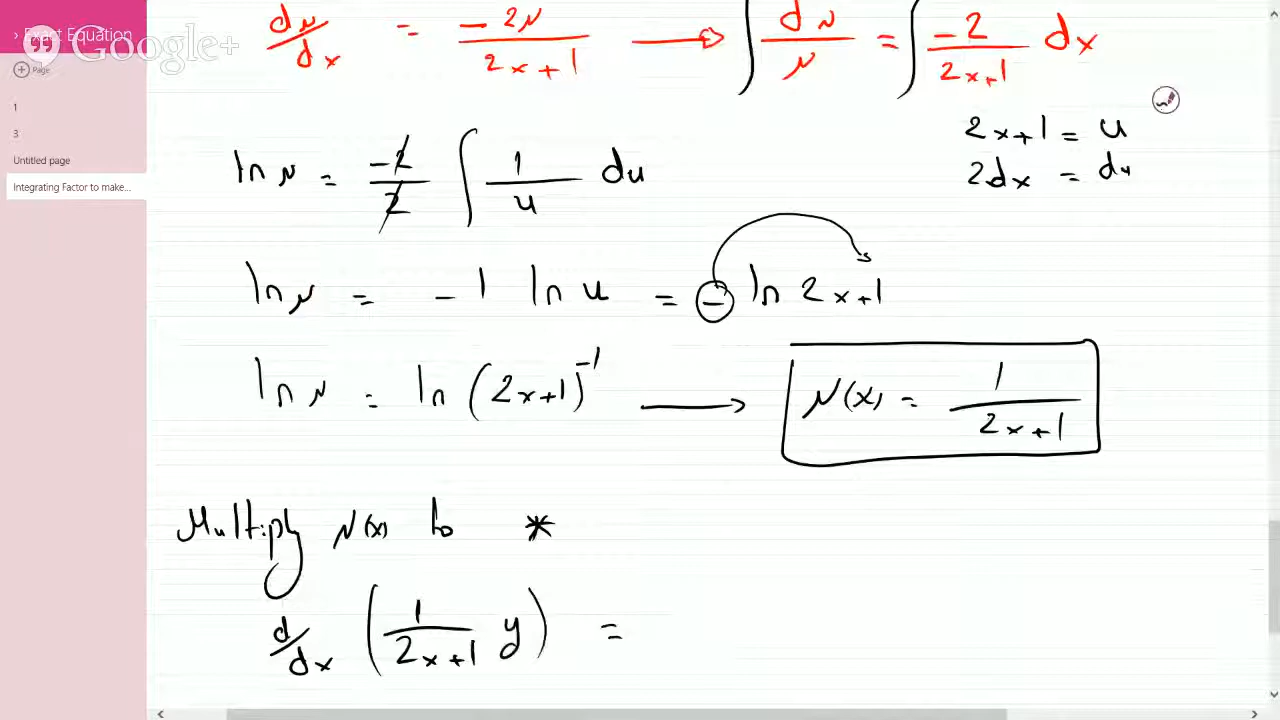 > Exact Equation
Google+
Page
1
3
Untitled page
Integrating Factor to make...
dμ/dx = -2μ/(2x+1) → ∫ dμ/μ = ∫ -2/(2x+1) dx
2x+1 = u
2dx = du
ln μ = -2/2 ∫ 1/u du
ln μ = -1 ln u = - ln 2x+1
ln μ = ln (2x+1)^-1 → μ(x) = 1/(2x+1)
Multiply μ(x) to *
d/dx (1/(2x+1) y) =